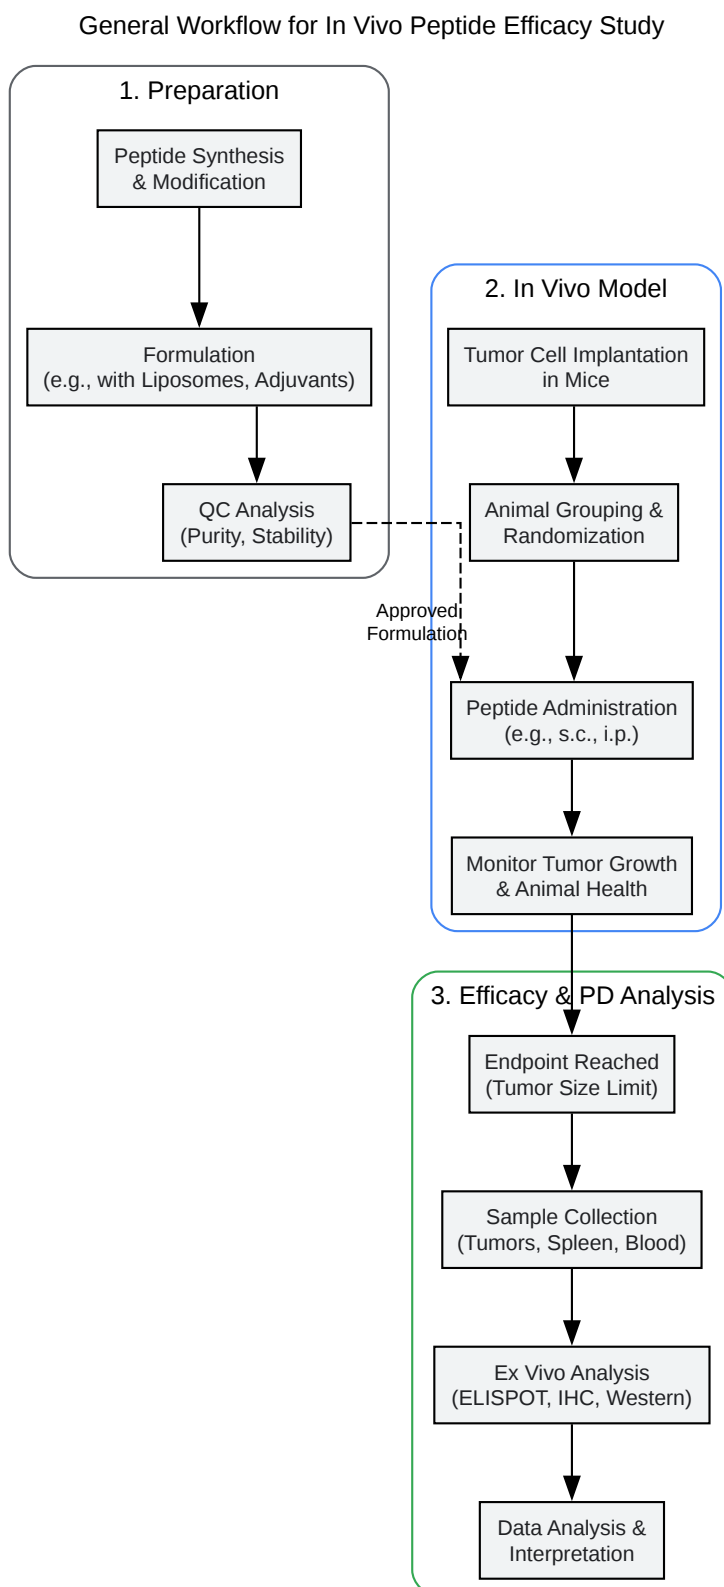 General Workflow for In Vivo Peptide Efficacy Study
1. Preparation
Peptide Synthesis
& Modification
Formulation
(e.g., with Liposomes, Adjuvants)
QC Analysis
(Purity, Stability)
Approved
Formulation
2. In Vivo Model
Tumor Cell Implantation
in Mice
Animal Grouping &
Randomization
Peptide Administration
(e.g., s.c., i.p.)
Monitor Tumor Growth
& Animal Health
3. Efficacy & PD Analysis
Endpoint Reached
(Tumor Size Limit)
Sample Collection
(Tumors, Spleen, Blood)
Ex Vivo Analysis
(ELISPOT, IHC, Western)
Data Analysis &
Interpretation